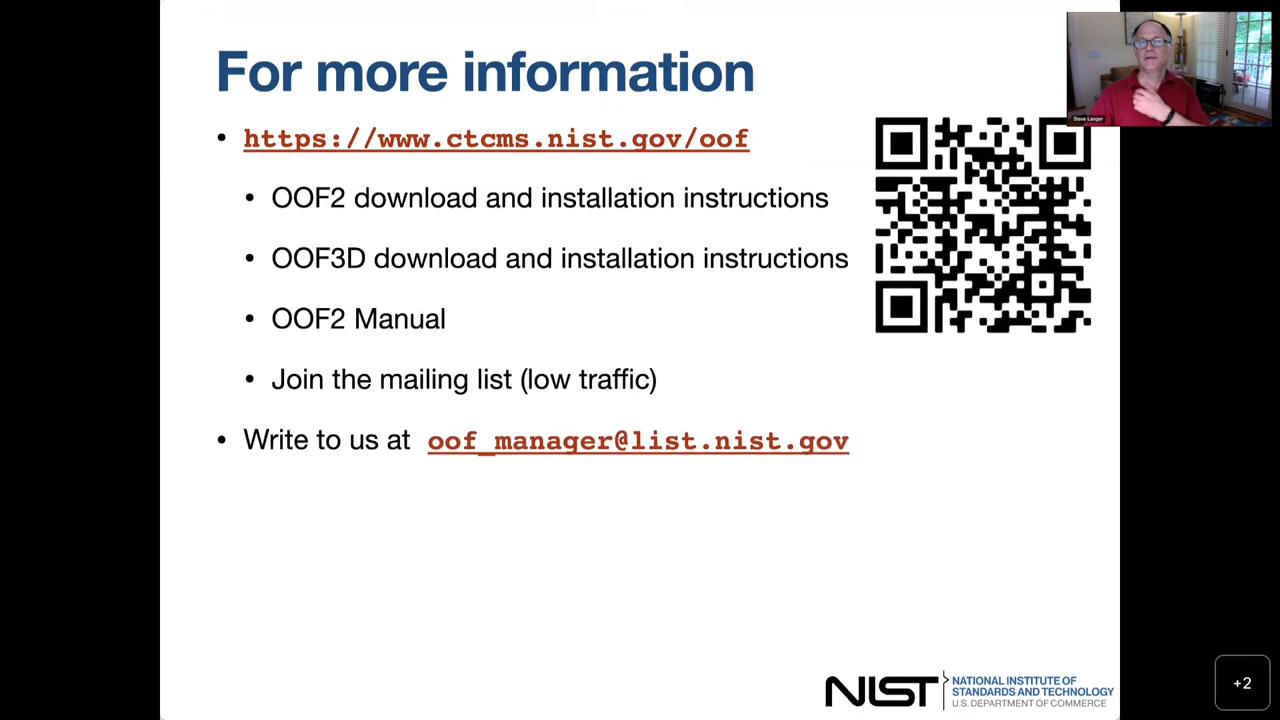 For more information
• https://www.ctcms.nist.gov/oof
• OOF2 download and installation instructions
• OOF3D download and installation instructions
• OOF2 Manual
• Join the mailing list (low traffic)
• Write to us at oof_manager@list.nist.gov
Steve Langer
NIST
NATIONAL INSTITUTE OF
STANDARDS AND TECHNOLOGY
U.S. DEPARTMENT OF COMMERCE
+2